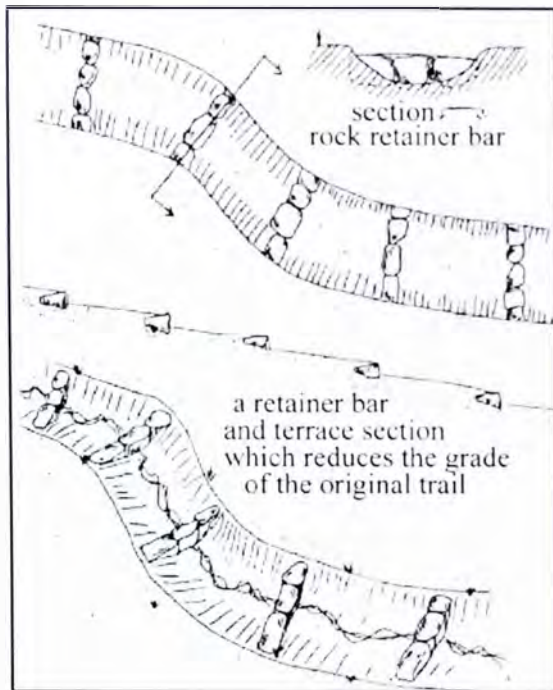 section
rock retainer bar
a retainer bar
and terrace section
which reduces the grade
of the original trail